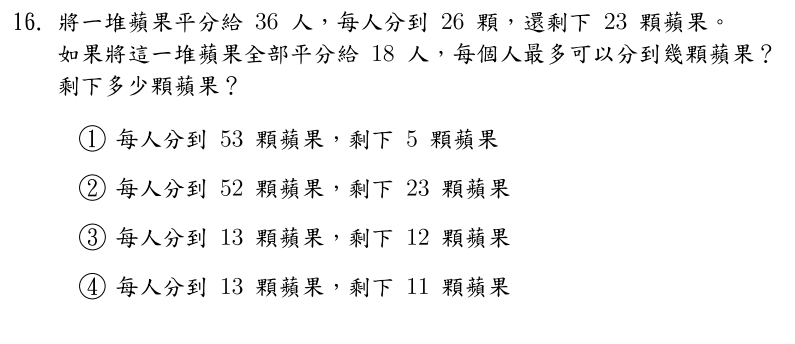 16. 將一堆蘋果平分給 36 人，每人分到 26 顆，還剩下 23 顆蘋果。
如果將這一堆蘋果全部平分給 18 人，每個人最多可以分到幾顆蘋果？
剩下多少顆蘋果？
① 每人分到 53 顆蘋果，剩下 5 顆蘋果
② 每人分到 52 顆蘋果，剩下 23 顆蘋果
③ 每人分到 13 顆蘋果，剩下 12 顆蘋果
④ 每人分到 13 顆蘋果，剩下 11 顆蘋果